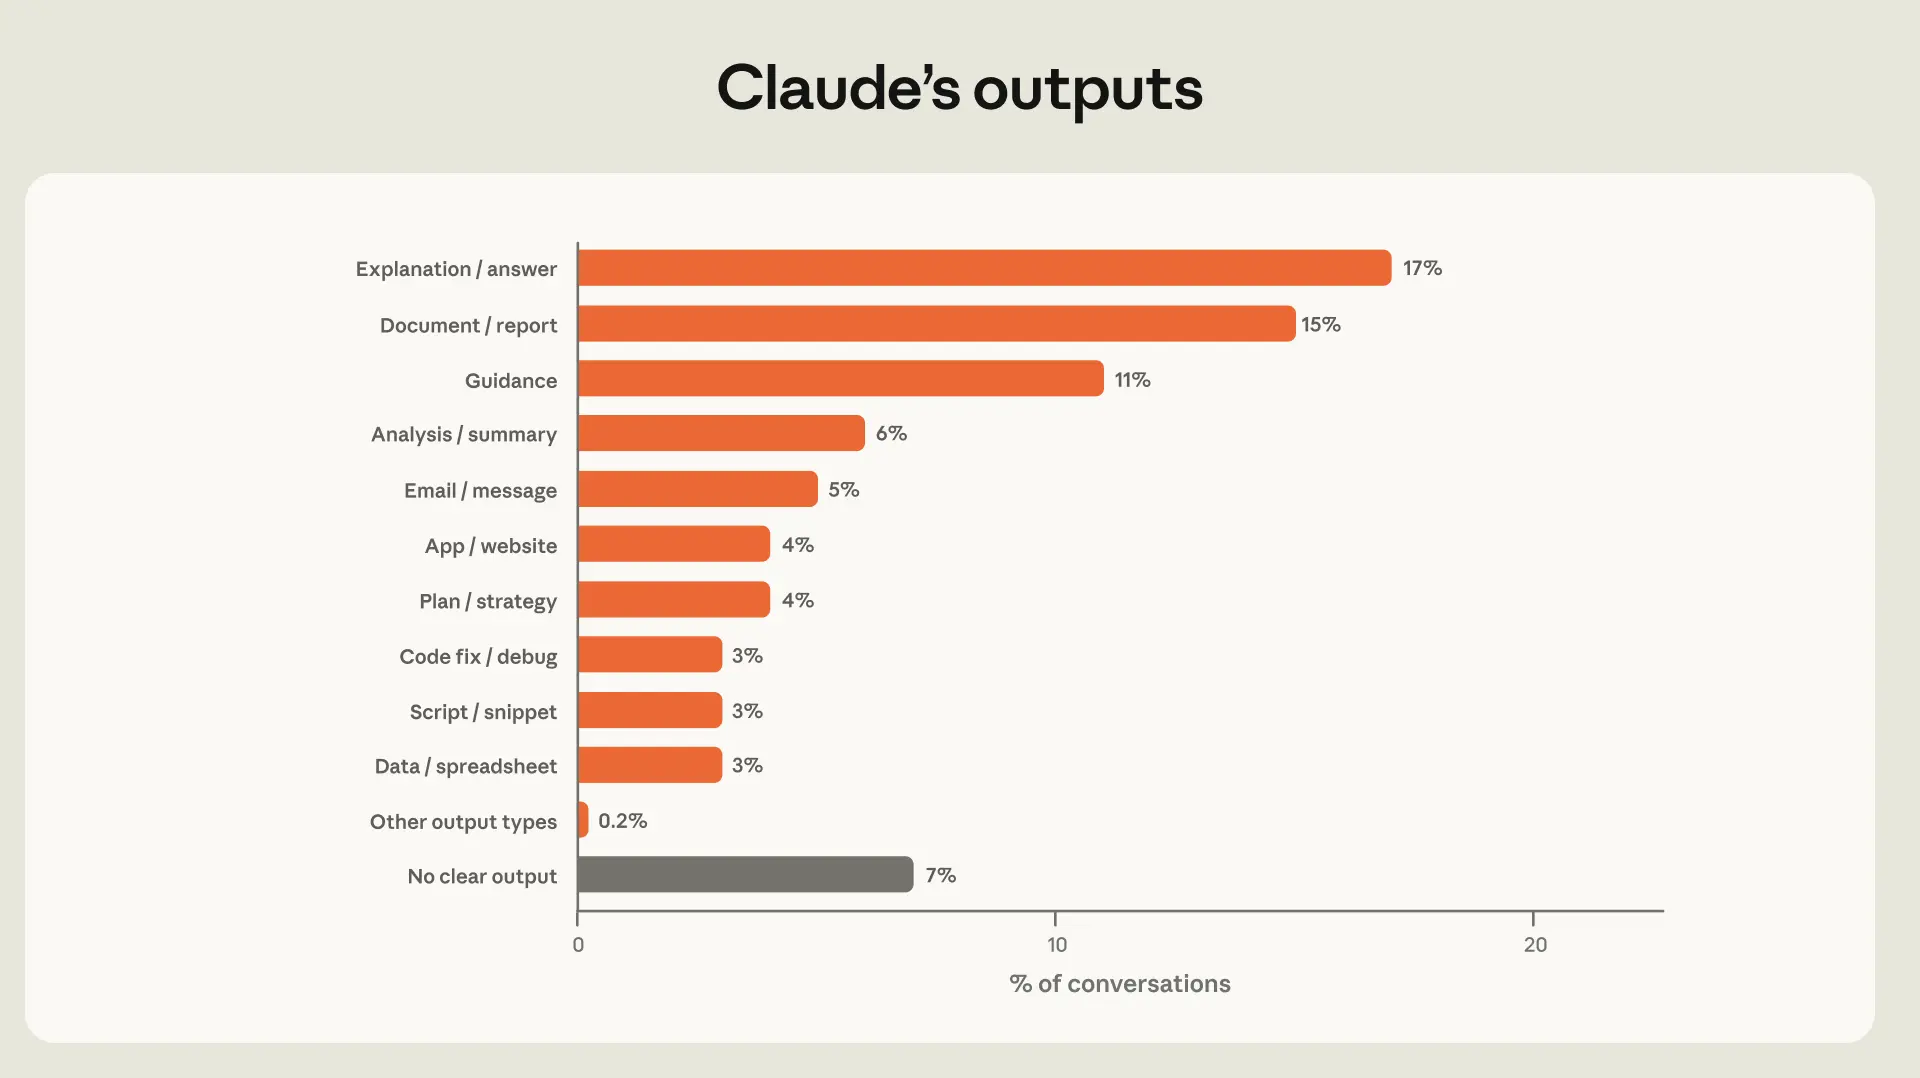 Claude’s outputs
Explanation / answer 17%
Document / report 15%
Guidance 11%
Analysis / summary 6%
Email / message 5%
App / website 4%
Plan / strategy 4%
Code fix / debug 3%
Script / snippet 3%
Data / spreadsheet 3%
Other output types 0.2%
No clear output 7%
0 10 20
% of conversations